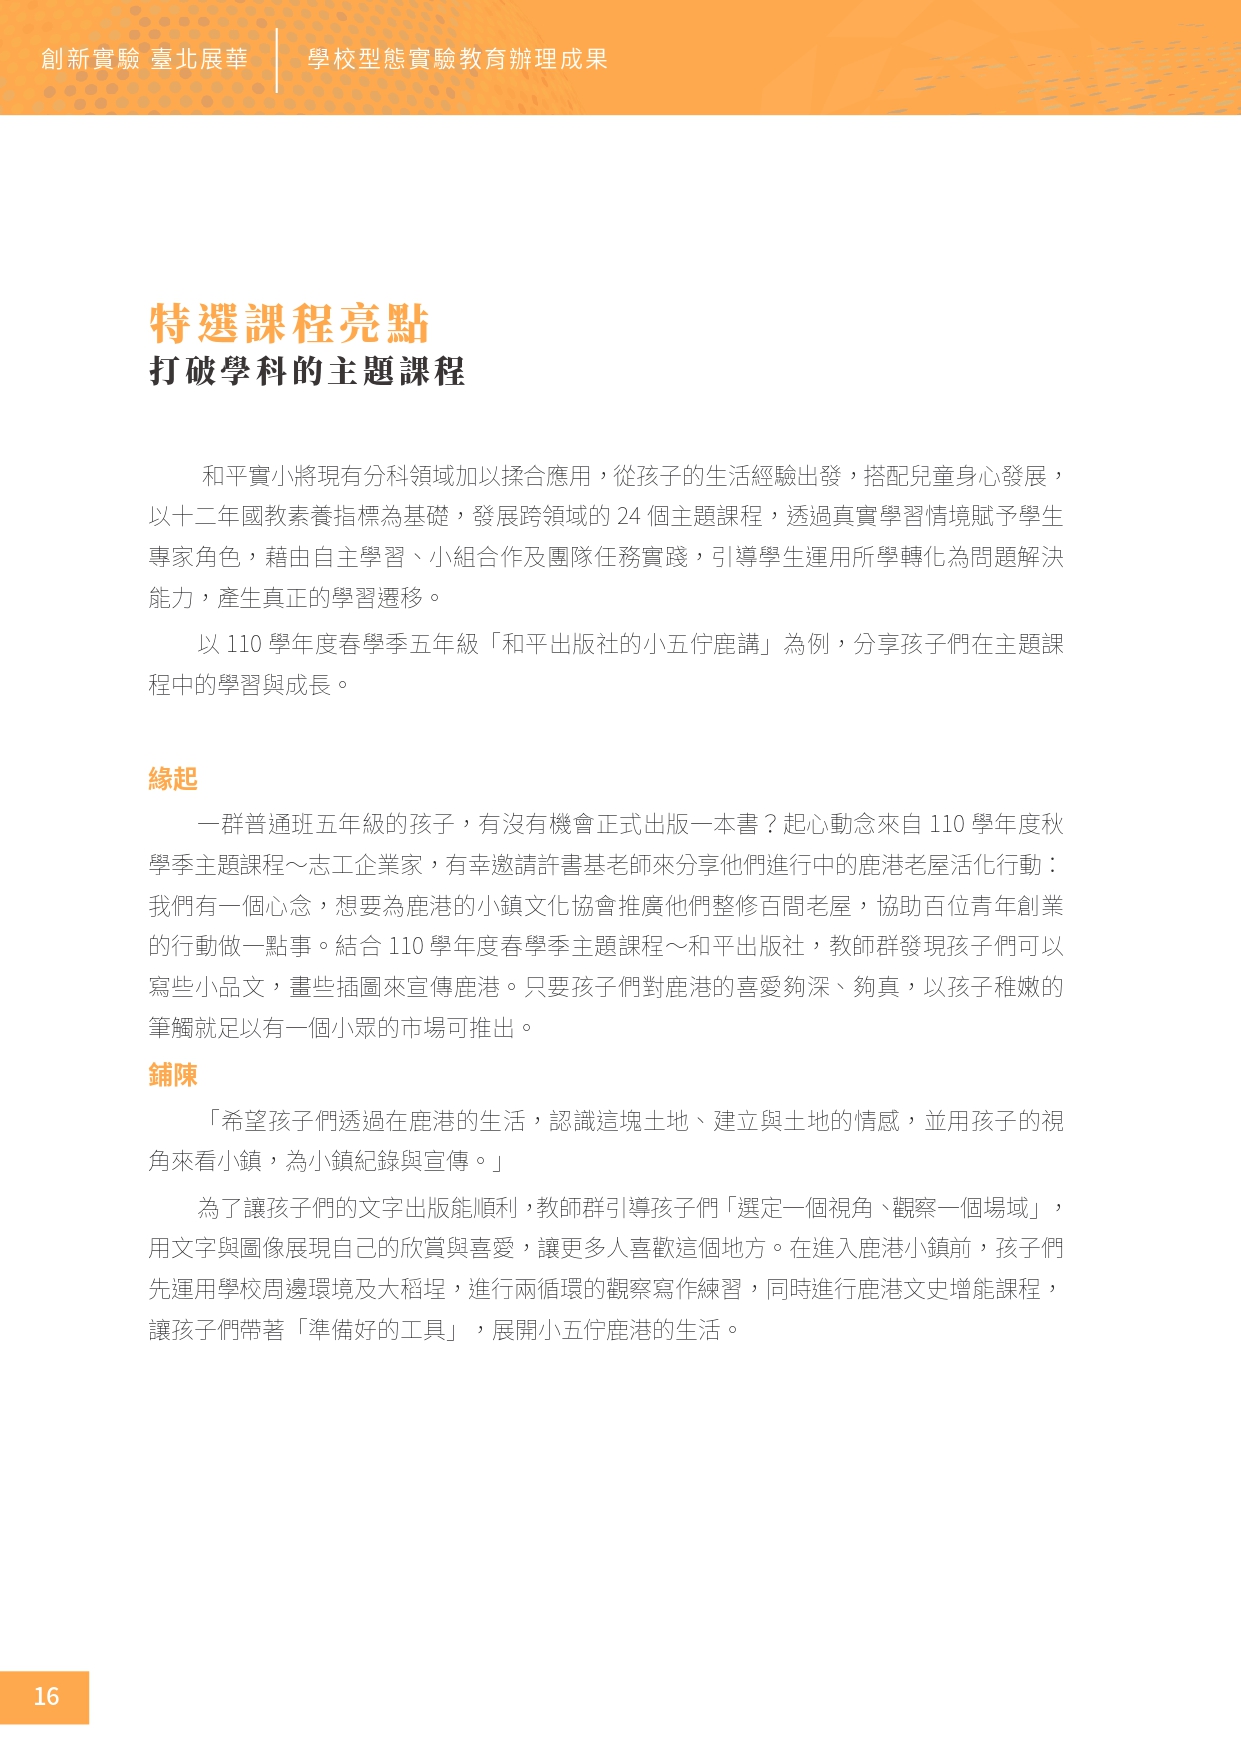 創新實驗 臺北展華
學校型態實驗教育辦理成果
特選課程亮點
打破學科的主題課程
和平實小將現有分科領域加以揉合應用，從孩子的生活經驗出發，搭配兒童身心發展，
以十二年國教素養指標為基礎，發展跨領域的 24 個主題課程，透過真實學習情境賦予學生
專家角色，藉由自主學習、小組合作及團隊任務實踐，引導學生運用所學轉化為問題解決
能力，產生真正的學習遷移。
以 110 學年度春學季五年級「和平出版社的小五佇鹿講」為例，分享孩子們在主題課
程中的學習與成長。
緣起
一群普通班五年級的孩子，有沒有機會正式出版一本書？起心動念來自 110 學年度秋
學季主題課程～志工企業家，有幸邀請許書基老師來分享他們進行中的鹿港老屋活化行動：
我們有一個心念，想要為鹿港的小鎮文化協會推廣他們整修百間老屋，協助百位青年創業
的行動做一點事。結合 110 學年度春學季主題課程～和平出版社，教師群發現孩子們可以
寫些小品文，畫些插圖來宣傳鹿港。只要孩子們對鹿港的喜愛夠深、夠真，以孩子稚嫩的
筆觸就足以有一個小眾的市場可推出。
鋪陳
「希望孩子們透過在鹿港的生活，認識這塊土地、建立與土地的情感，並用孩子的視
角來看小鎮，為小鎮紀錄與宣傳。」
為了讓孩子們的文字出版能順利，教師群引導孩子們「選定一個視角、觀察一個場域」，
用文字與圖像展現自己的欣賞與喜愛，讓更多人喜歡這個地方。在進入鹿港小鎮前，孩子們
先運用學校周邊環境及大稻埕，進行兩循環的觀察寫作練習，同時進行鹿港文史增能課程，
讓孩子們帶著「準備好的工具」，展開小五佇鹿港的生活。
16